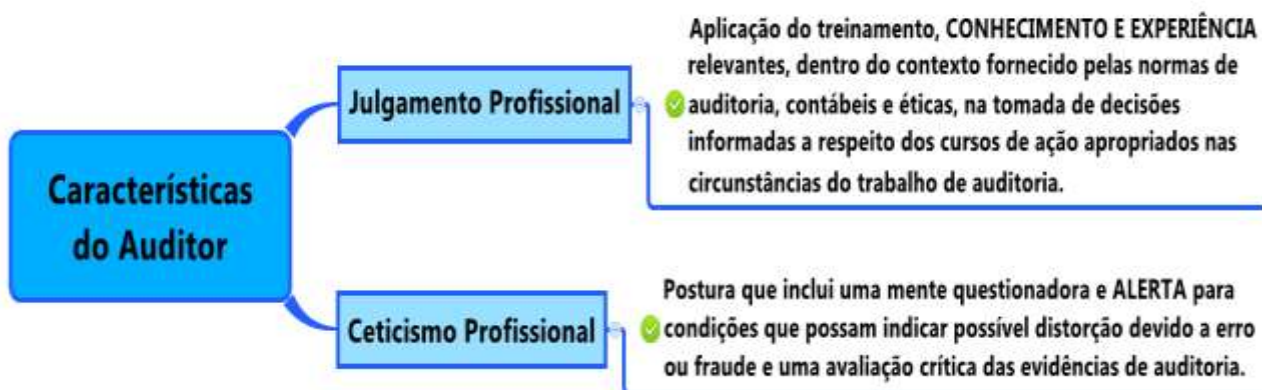 Características
do Auditor
Julgamento Profissional
Aplicação do treinamento, CONHECIMENTO E EXPERIÊNCIA
relevantes, dentro do contexto fornecido pelas normas de
auditoria, contábeis e éticas, na tomada de decisões
informadas a respeito dos cursos de ação apropriados nas
circunstâncias do trabalho de auditoria.
Ceticismo Profissional
Postura que inclui uma mente questionadora e ALERTA para
condições que possam indicar possível distorção devido a erro
ou fraude e uma avaliação crítica das evidências de auditoria.